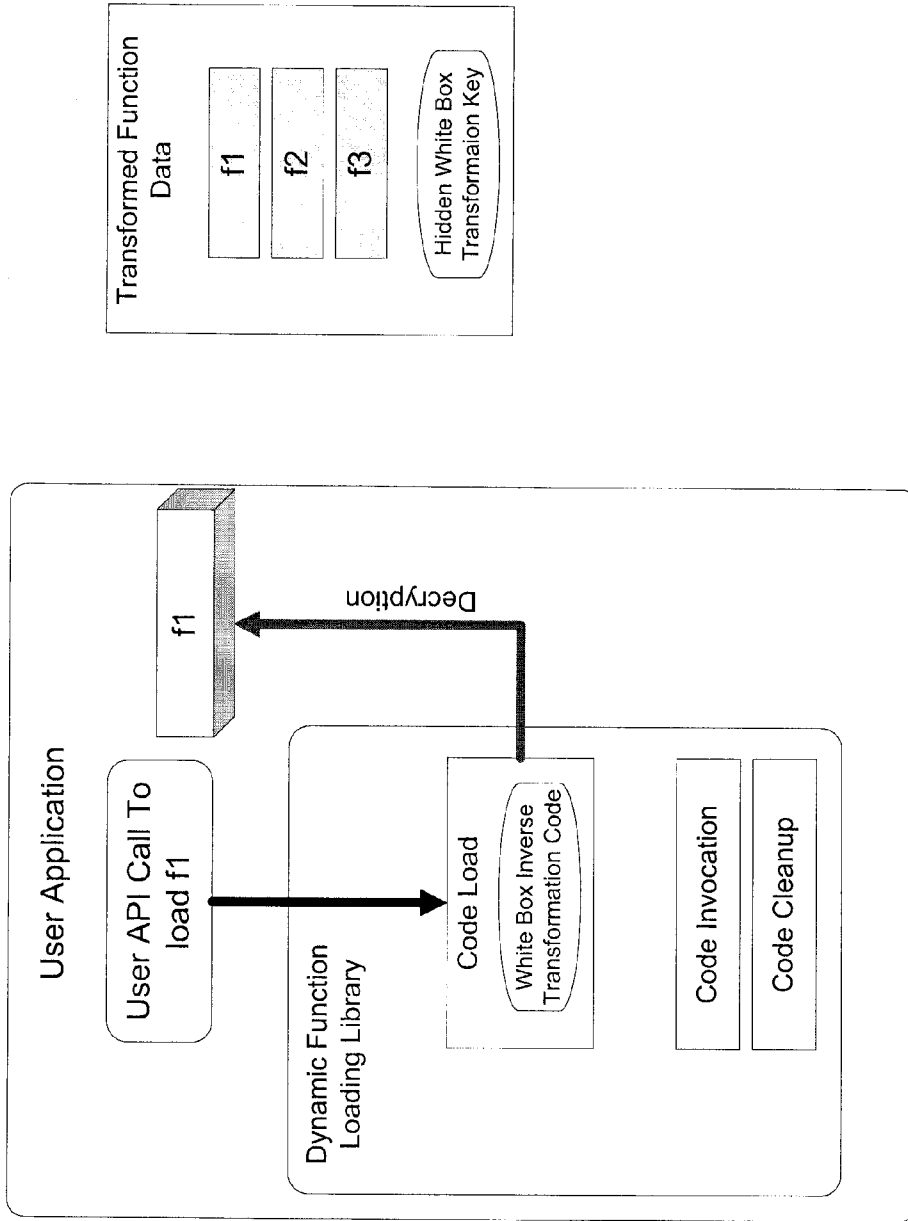 User Application
User API Call To
load f1
f1
Decryption
Dynamic Function
Loading Library
Code Load
White Box Inverse
Transformation Code
Code Invocation
Code Cleanup
Transformed Function
Data
f1
f2
f3
Hidden White Box
Transformaion Key